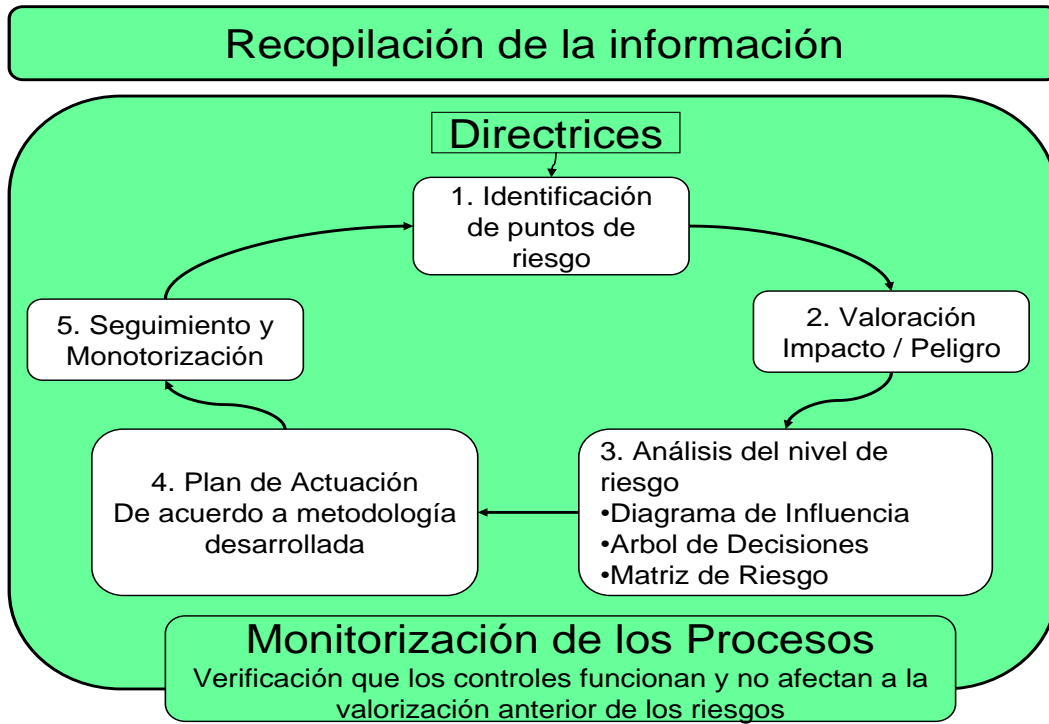 Recopilación de la información
Directrices
1. Identificación
de puntos de
riesgo
2. Valoración
Impacto / Peligro
3. Análisis del nivel de
riesgo
•Diagrama de Influencia
•Arbol de Decisiones
•Matriz de Riesgo
4. Plan de Actuación
De acuerdo a metodología
desarrollada
5. Seguimiento y
Monotorización
Monitorización de los Procesos
Verificación que los controles funcionan y no afectan a la
valorización anterior de los riesgos